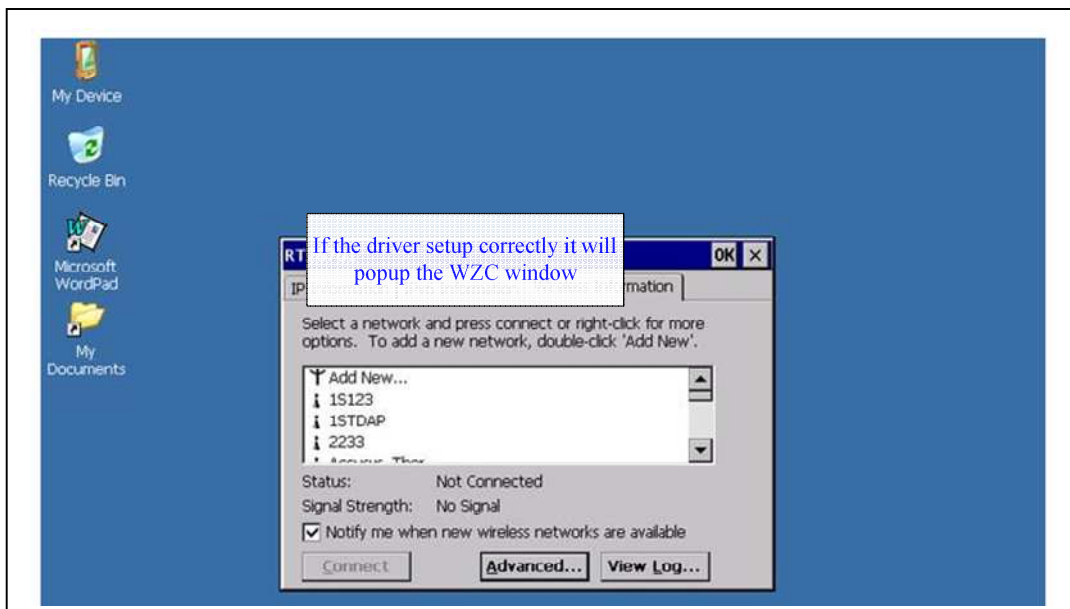 My Device
Recycle Bin
Microsoft
WordPad
My
Documents
If the driver setup correctly it will
popup the WZC window
RT
OK ×
IP
rmation
Select a network and press connect or right-click for more
options. To add a new network, double-click 'Add New'.
Add New...
1S123
1STDAP
2233
Status: Not Connected
Signal Strength: No Signal
Notify me when new wireless networks are available
Connect Advanced... View Log...